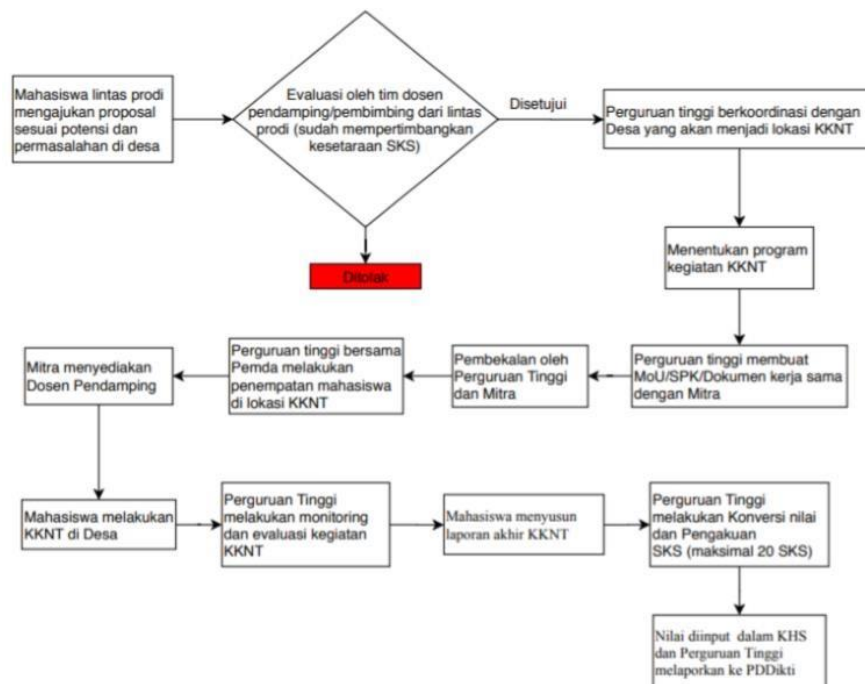 Mahasiswa lintas prodi
mengajukan proposal
sesuai potensi dan
permasalahan di desa
Evaluasi oleh tim dosen
pendamping/pembimbing dari lintas
prodi (sudah mempertimbangkan
kesetaraan SKS)
Disetujui
Perguruan tinggi berkoordinasi dengan
Desa yang akan menjadi lokasi KKNT
Ditolak
Menentukan program
kegiatan KKNT
Perguruan tinggi membuat
MoU/SPK/Dokumen kerja sama
dengan Mitra
Pembekalan oleh
Perguruan Tinggi
dan Mitra
Perguruan tinggi bersama
Pemda melakukan
penempatan mahasiswa
di lokasi KKNT
Mitra menyediakan
Dosen Pendamping
Mahasiswa melakukan
KKNT di Desa
Perguruan Tinggi
melakukan monitoring
dan evaluasi kegiatan
KKNT
Mahasiswa menyusun
laporan akhir KKNT
Perguruan Tinggi
melakukan Konversi nilai
dan Pengakuan
SKS (maksimal 20 SKS)
Nilai diinput dalam KHS
dan Perguruan Tinggi
melaporkan ke PDDikti